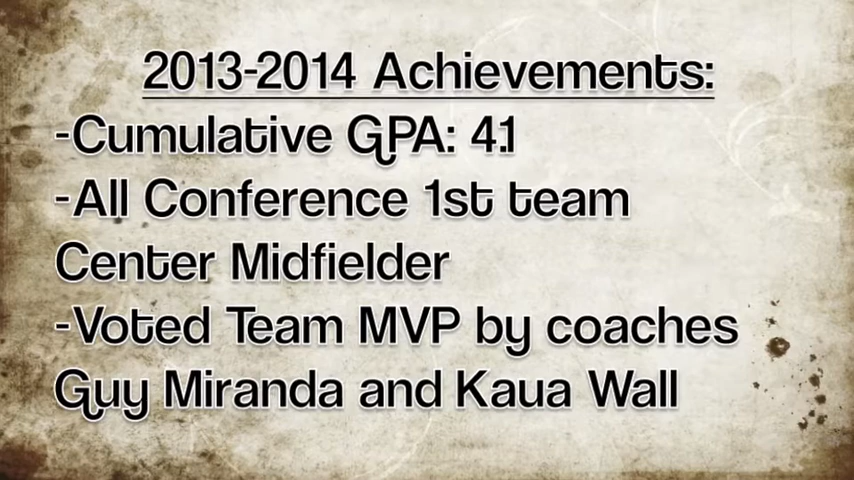 2013-2014 Achievements:
-Cumulative GPA: 4.1
-All Conference 1st team
Center Midfielder
-Voted Team MVP by coaches
Guy Miranda and Kaua Wall